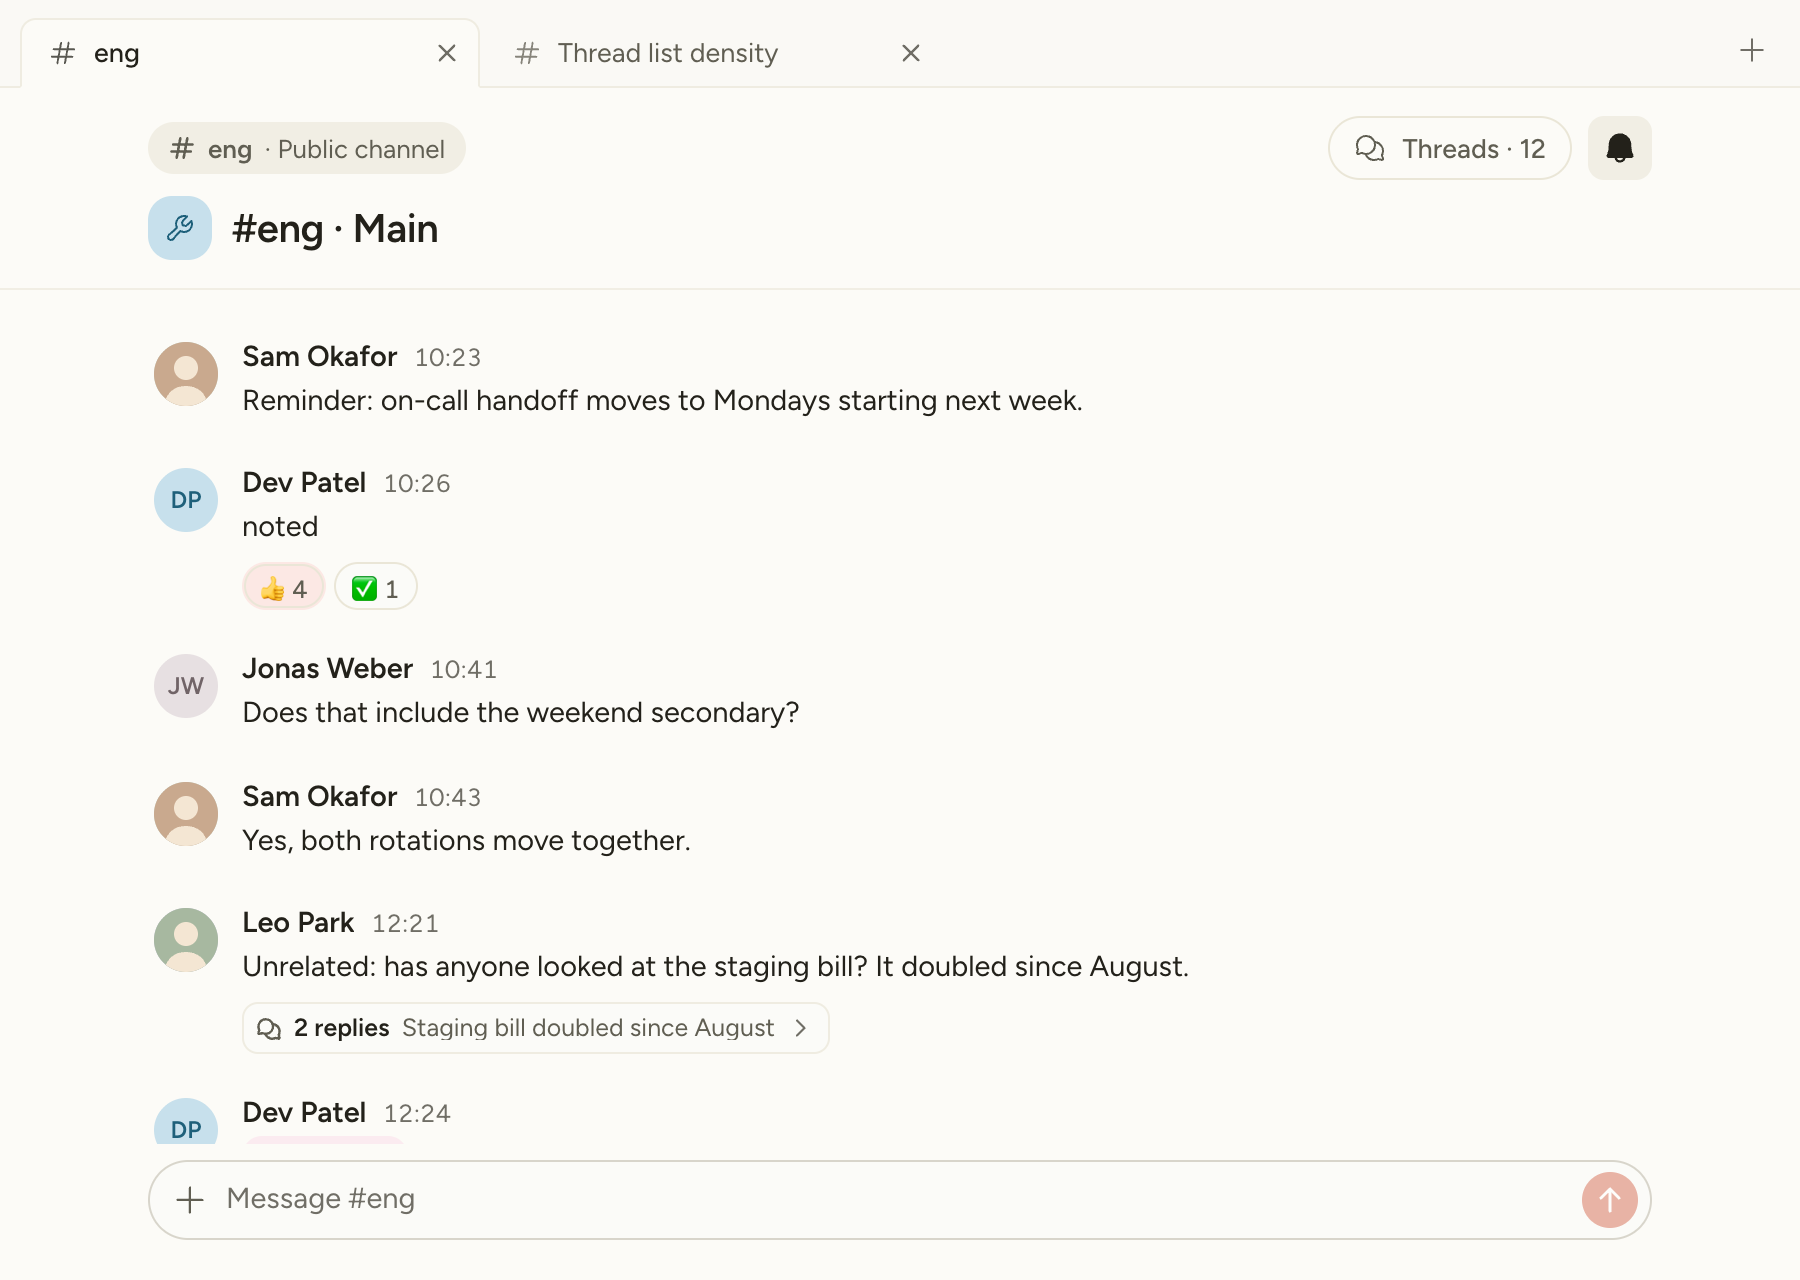 # eng
# Thread list density
# eng · Public channel
Threads · 12
#eng · Main
Sam Okafor 10:23
Reminder: on-call handoff moves to Mondays starting next week.
DP
Dev Patel 10:26
noted
👍 4 ✅ 1
JW
Jonas Weber 10:41
Does that include the weekend secondary?
Sam Okafor 10:43
Yes, both rotations move together.
Leo Park 12:21
Unrelated: has anyone looked at the staging bill? It doubled since August.
2 replies Staging bill doubled since August
DP
Dev Patel 12:24
Message #eng